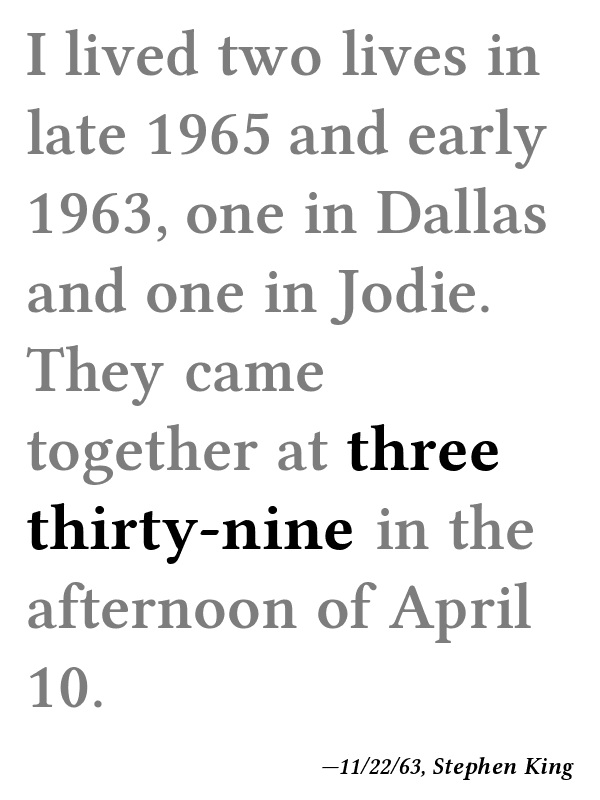 I lived two lives in
late 1965 and early
1963, one in Dallas
and one in Jodie.
They came
together at three
thirty-nine in the
afternoon of April
10.
—11/22/63, Stephen King